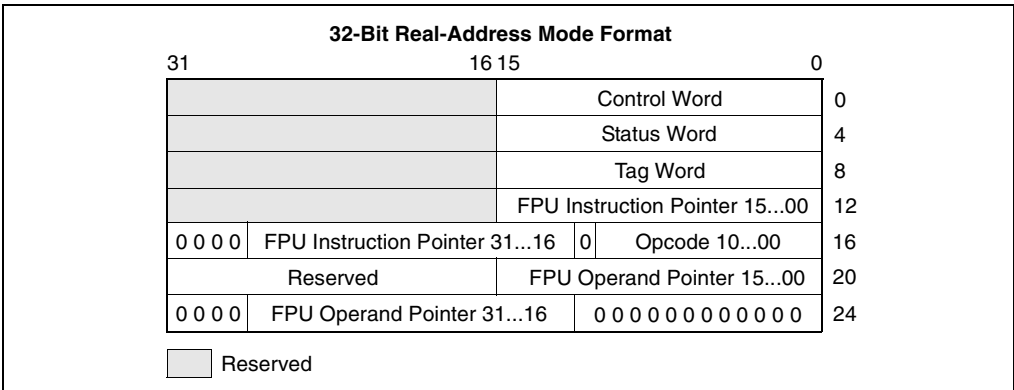 32-Bit Real-Address Mode Format
31 16 15 0
Control Word 0
Status Word 4
Tag Word 8
FPU Instruction Pointer 15...00 12
0 0 0 0 FPU Instruction Pointer 31...16 0 Opcode 10...00 16
Reserved FPU Operand Pointer 15...00 20
0 0 0 0 FPU Operand Pointer 31...16 0 0 0 0 0 0 0 0 0 0 0 0 24
Reserved